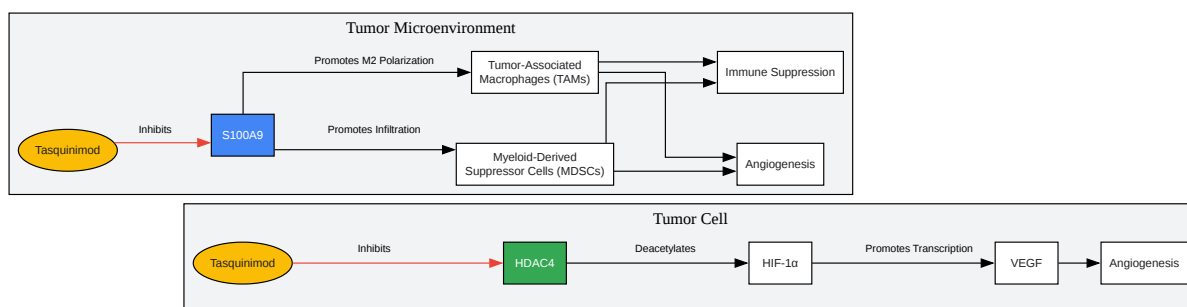 Tumor Microenvironment
Promotes M2 Polarization
Tumor-Associated
Macrophages (TAMs)
Immune Suppression
Inhibits
S100A9
Promotes Infiltration
Tasquinimod
Myeloid-Derived
Suppressor Cells (MDSCs)
Angiogenesis
Tumor Cell
Tasquinimod
Inhibits
HDAC4
Deacetylates
HIF-1α
Promotes Transcription
VEGF
Angiogenesis